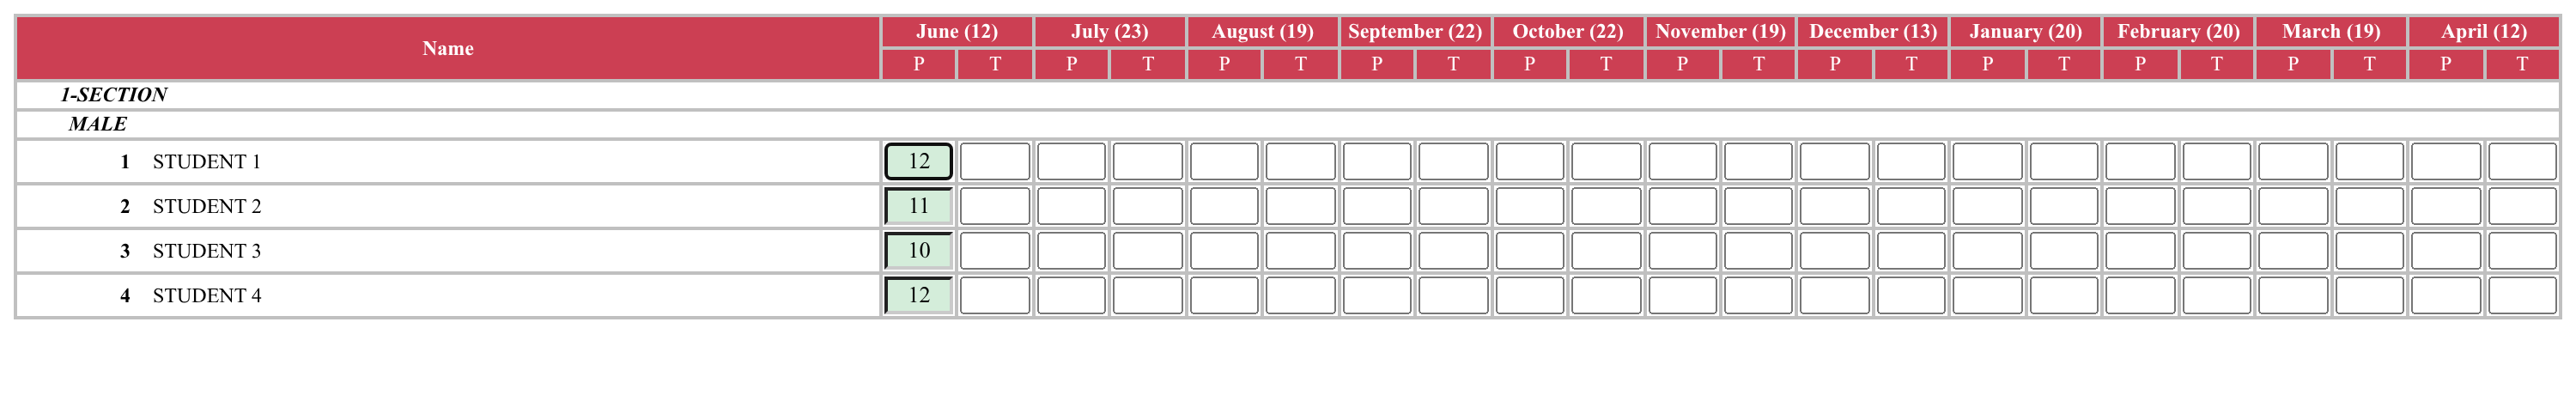 Name June (12) July (23) August (19) September (22) October (22) November (19) December (13) January (20) February (20) March (19) April (12)
P T P T P T P T P T P T P T P T P T P T P T
1-SECTION
MALE
1 STUDENT 1 12
2 STUDENT 2 11
3 STUDENT 3 10
4 STUDENT 4 12